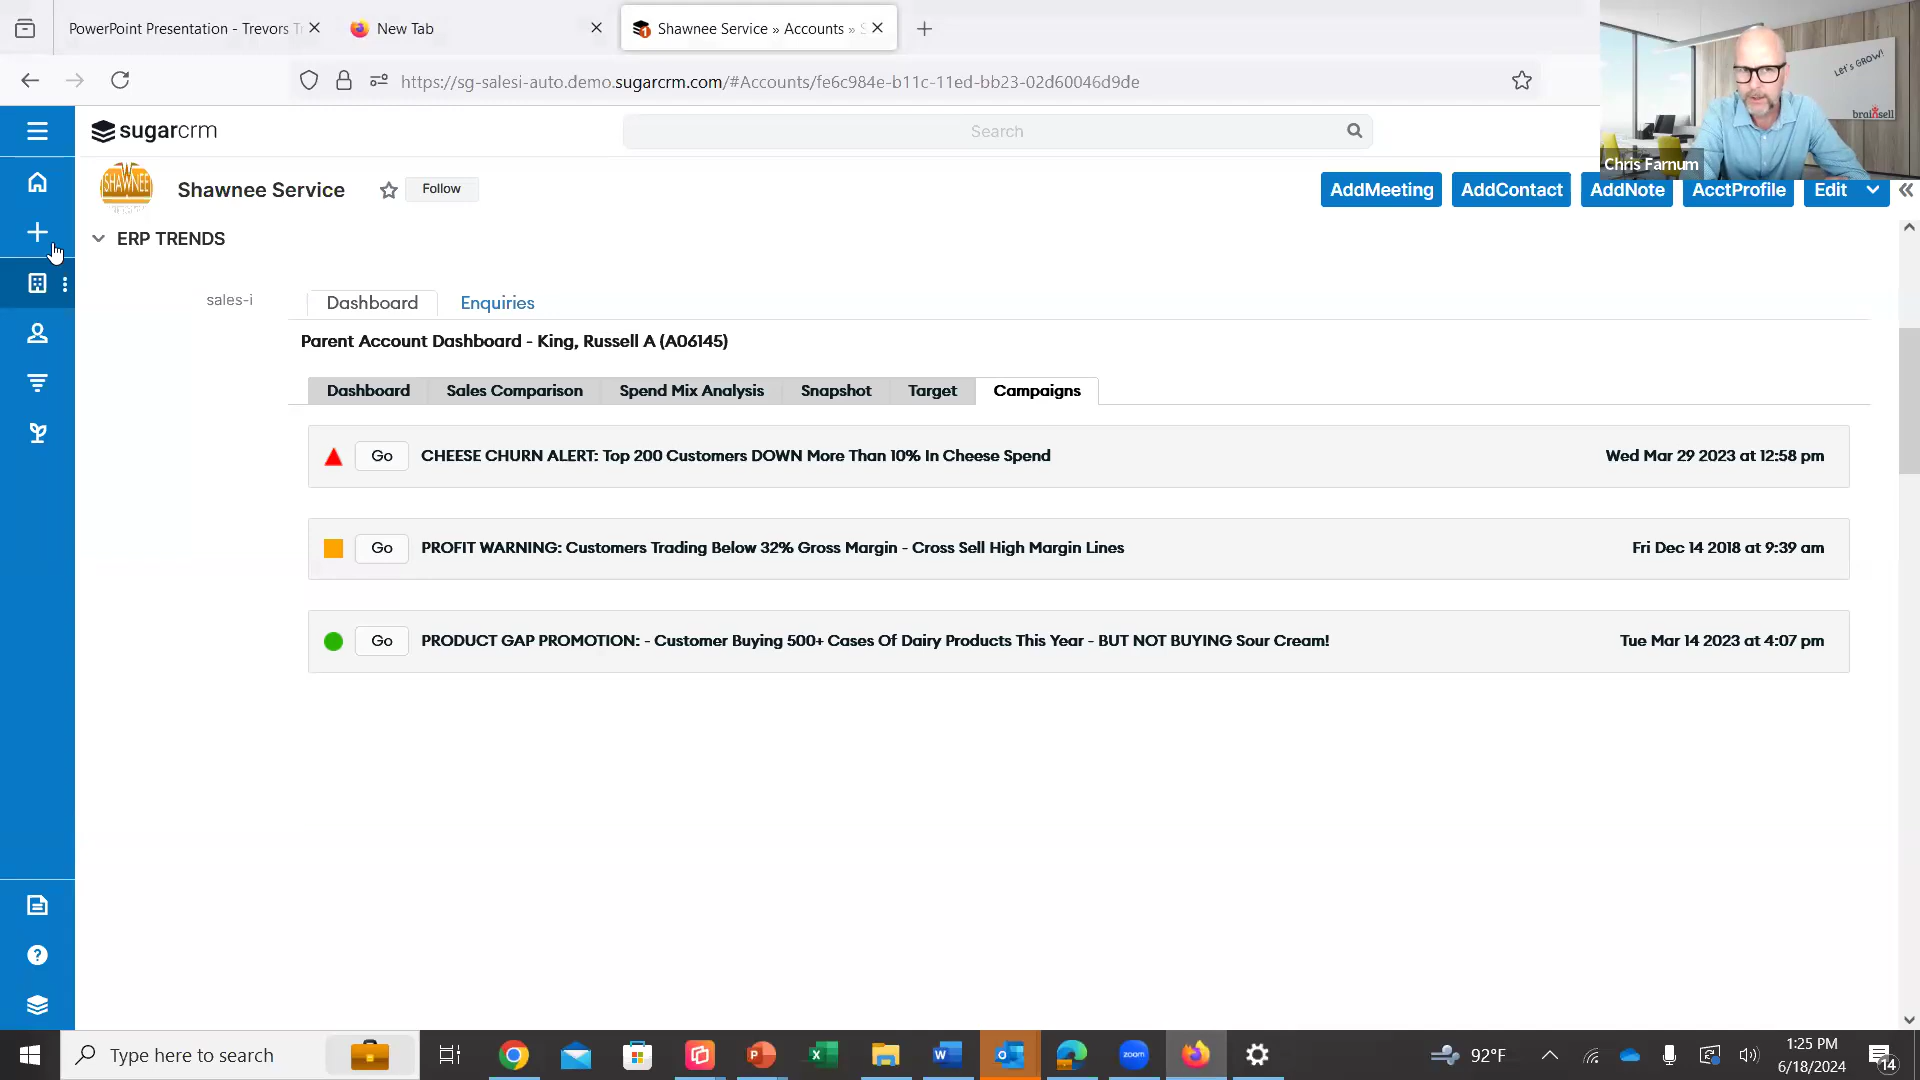 PowerPoint Presentation - Trevors T
New Tab
Shawnee Service » Accounts »
https://sg-salesi-auto.demo.sugarcrm.com/#Accounts/fe6c984e-b11c-11ed-bb23-02d60046d9de
LET'S GROW!
brainsell
Chris Farnum
sugarcrm
Search
SHAWNEE
Shawnee Service
Follow
AddMeeting
AddContact
AddNote
AcctProfile
Edit
ERP TRENDS
sales-i
Dashboard
Enquiries
Parent Account Dashboard - King, Russell A (A06145)
Dashboard
Sales Comparison
Spend Mix Analysis
Snapshot
Target
Campaigns
Go
CHEESE CHURN ALERT: Top 200 Customers DOWN More Than 10% In Cheese Spend
Wed Mar 29 2023 at 12:58 pm
Go
PROFIT WARNING: Customers Trading Below 32% Gross Margin - Cross Sell High Margin Lines
Fri Dec 14 2018 at 9:39 am
Go
PRODUCT GAP PROMOTION: - Customer Buying 500+ Cases Of Dairy Products This Year - BUT NOT BUYING Sour Cream!
Tue Mar 14 2023 at 4:07 pm
Type here to search
zoom
92°F
1:25 PM
6/18/2024
14